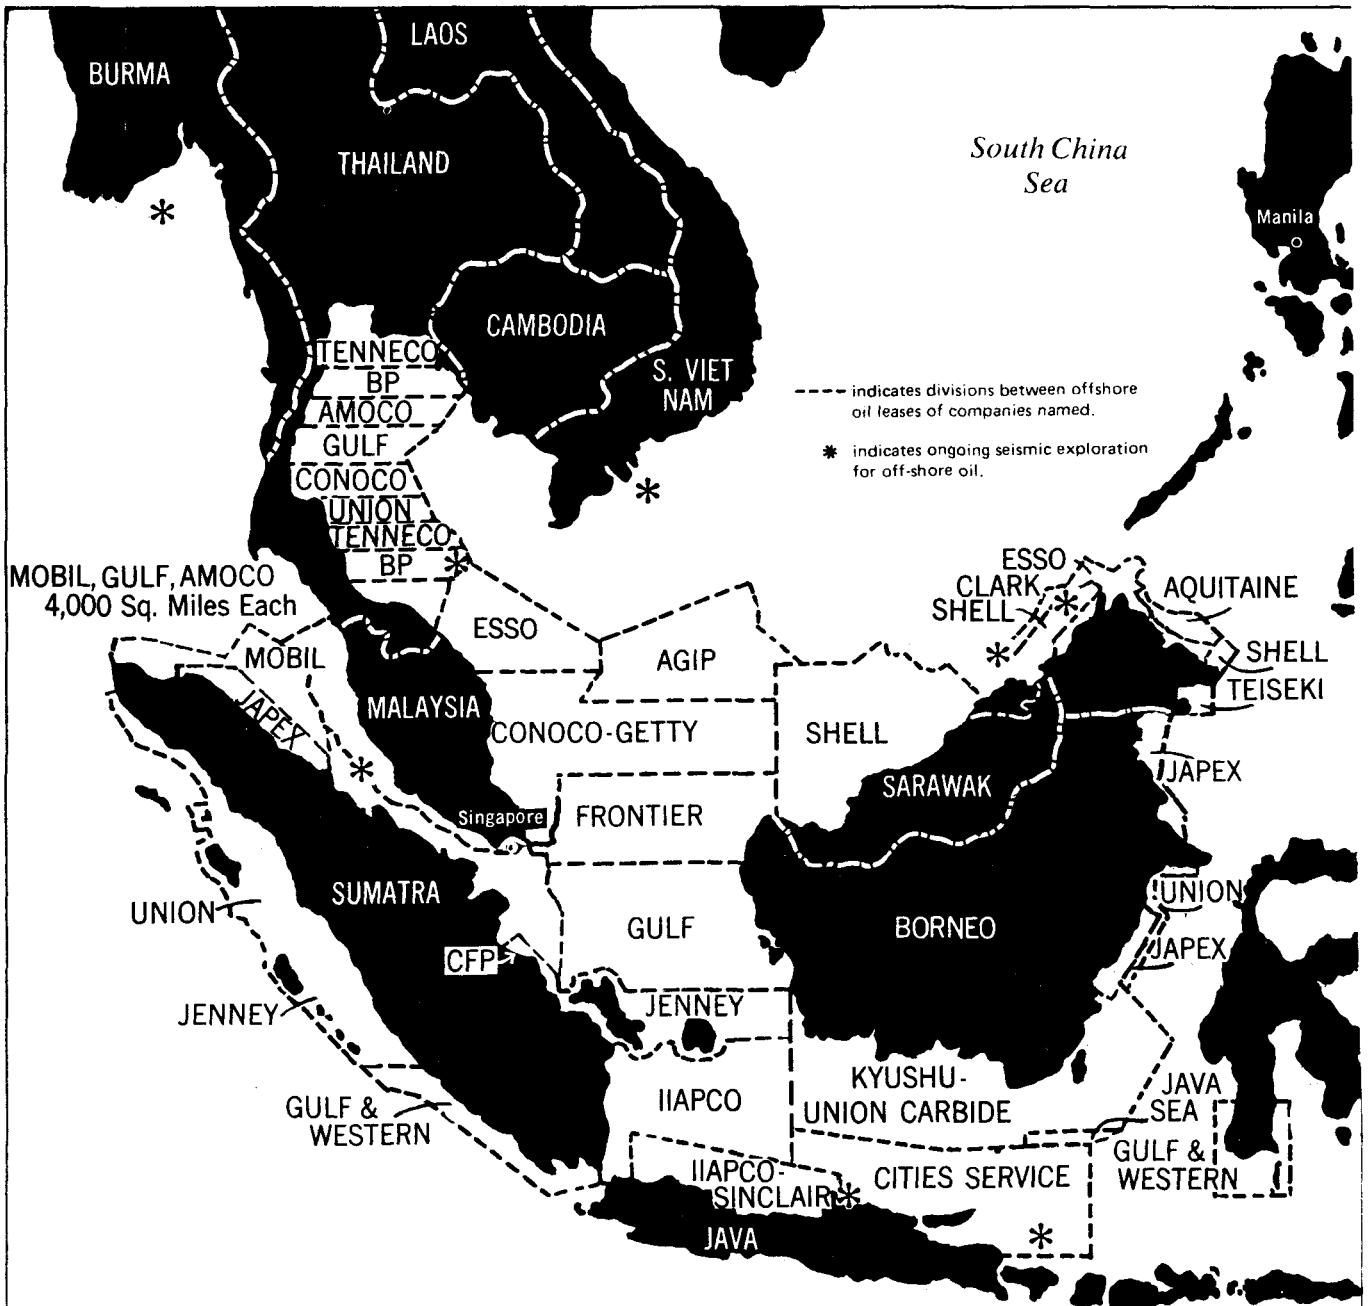 LAOS
BURMA
THAILAND
South China
Sea
Manila
CAMBODIA
S. VIET
NAM
TENNECO
BP
AMOCO
GULF
CONOCO
UNION
TENNECO
BP
---- indicates divisions between offshore
oil leases of companies named.
* indicates ongoing seismic exploration
for off-shore oil.
MOBIL, GULF, AMOCO
4,000 Sq. Miles Each
ESSO
CLARK
SHELL
AQUITAINE
SHELL
TEISEKI
MOBIL
ESSO
AGIP
JAPEX
MALAYSIA
CONOCO-GETTY
SHELL
JAPEX
SARAWAK
Singapore
FRONTIER
SUMATRA
UNION
GULF
BORNEO
UNION
CFP
JAPEX
JENNEY
JENNEY
KYUSHU-
UNION CARBIDE
JAVA
SEA
IIAPCO
GULF &
WESTERN
GULF &
WESTERN
IIAPCO-
SINCLAIR
CITIES SERVICE
JAVA